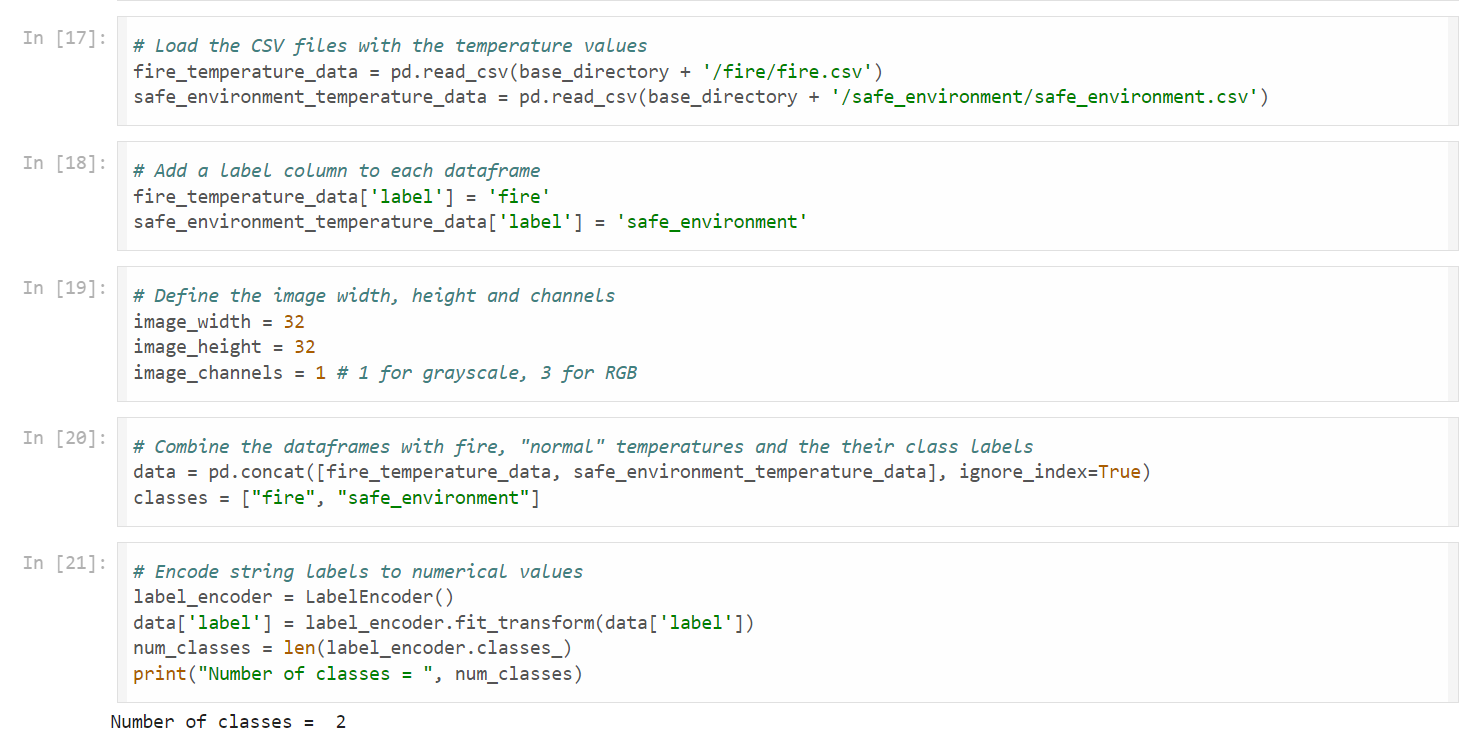 In [17]:
# Load the CSV files with the temperature values
fire_temperature_data = pd.read_csv(base_directory + '/fire/fire.csv')
safe_environment_temperature_data = pd.read_csv(base_directory + '/safe_environment/safe_environment.csv')
In [18]:
# Add a label column to each dataframe
fire_temperature_data['label'] = 'fire'
safe_environment_temperature_data['label'] = 'safe_environment'
In [19]:
# Define the image width, height and channels
image_width = 32
image_height = 32
image_channels = 1 # 1 for grayscale, 3 for RGB
In [20]:
# Combine the dataframes with fire, "normal" temperatures and the their class labels
data = pd.concat([fire_temperature_data, safe_environment_temperature_data], ignore_index=True)
classes = ["fire", "safe_environment"]
In [21]:
# Encode string labels to numerical values
label_encoder = LabelEncoder()
data['label'] = label_encoder.fit_transform(data['label'])
num_classes = len(label_encoder.classes_)
print("Number of classes = ", num_classes)
Number of classes =  2